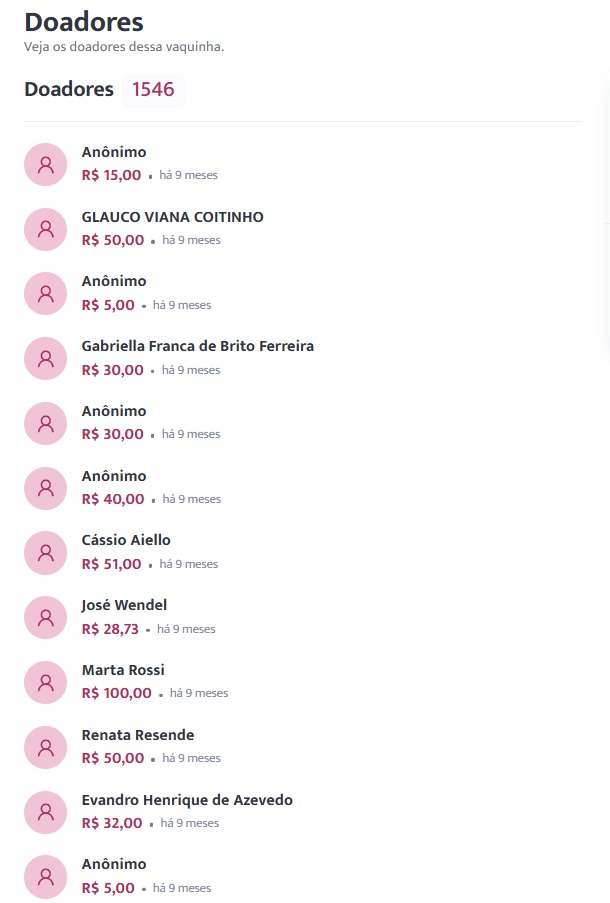 Doadores
Veja os doadores dessa vaquinha.
Doadores 1546
Anônimo
R$ 15,00 • há 9 meses
GLAUCO VIANA COITINHO
R$ 50,00 • há 9 meses
Anônimo
R$ 5,00 • há 9 meses
Gabriella Franca de Brito Ferreira
R$ 30,00 • há 9 meses
Anônimo
R$ 30,00 • há 9 meses
Anônimo
R$ 40,00 • há 9 meses
Cássio Aiello
R$ 51,00 • há 9 meses
José Wendel
R$ 28,73 • há 9 meses
Marta Rossi
R$ 100,00 • há 9 meses
Renata Resende
R$ 50,00 • há 9 meses
Evandro Henrique de Azevedo
R$ 32,00 • há 9 meses
Anônimo
R$ 5,00 • há 9 meses